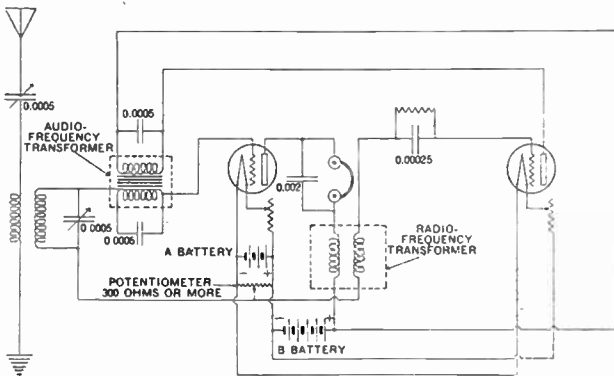 0.0005
AUDIO-
FREQUENCY
TRANSFORMER
0.0005
0.0005
0.0005
0.002
0.00025
A BATTERY
POTENTIOMETER
300 OHMS OR MORE
RADIO-
FREQUENCY
TRANSFORMER
B BATTERY